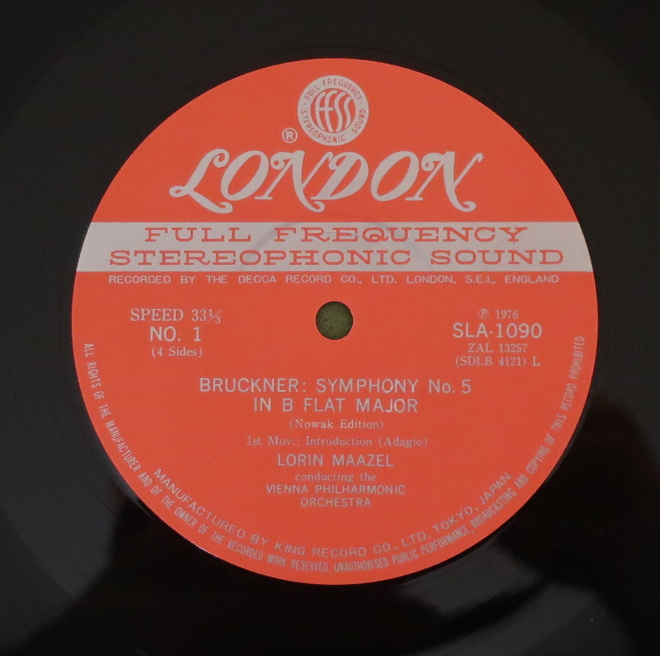 FULL FREQUENCY
ffss
STEREOPHONIC SOUND
®
LONDON
FULL FREQUENCY
STEREOPHONIC SOUND
RECORDED BY THE DECCA RECORD CO., LTD. LONDON, S.E.I., ENGLAND
SPEED 33⅓
NO. 1
(4 Sides)
℗ 1976
SLA-1090
ZAL 13257
(SDLB 4121) L
BRUCKNER: SYMPHONY No. 5
IN B FLAT MAJOR
(Nowak Edition)
1st Mov.: Introduction (Adagio)
LORIN MAAZEL
conducting the
VIENNA PHILHARMONIC
ORCHESTRA
MANUFACTURED BY KING RECORD CO., LTD. TOKYO, JAPAN
ALL RIGHTS OF THE MANUFACTURER AND OF THE OWNER OF THE RECORDED WORK RESERVED. UNAUTHORISED PUBLIC PERFORMANCE, BROADCASTING AND COPYING OF THIS RECORD PROHIBITED